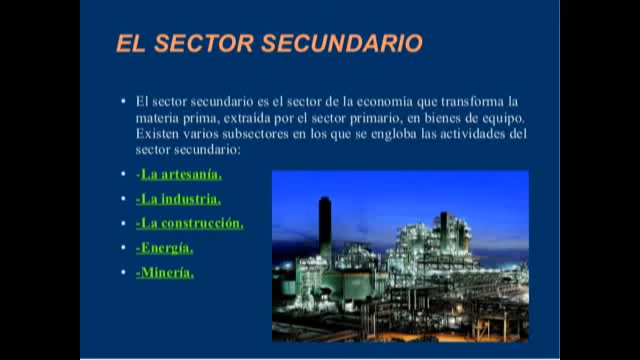 EL SECTOR SECUNDARIO
• El sector secundario es el sector de la economía que transforma la
materia prima, extraída por el sector primario, en bienes de equipo.
Existen varios subsectores en los que se engloba las actividades del
sector secundario:
• -La artesanía.
• -La industria.
• -La construcción.
• -Energía.
• -Minería.